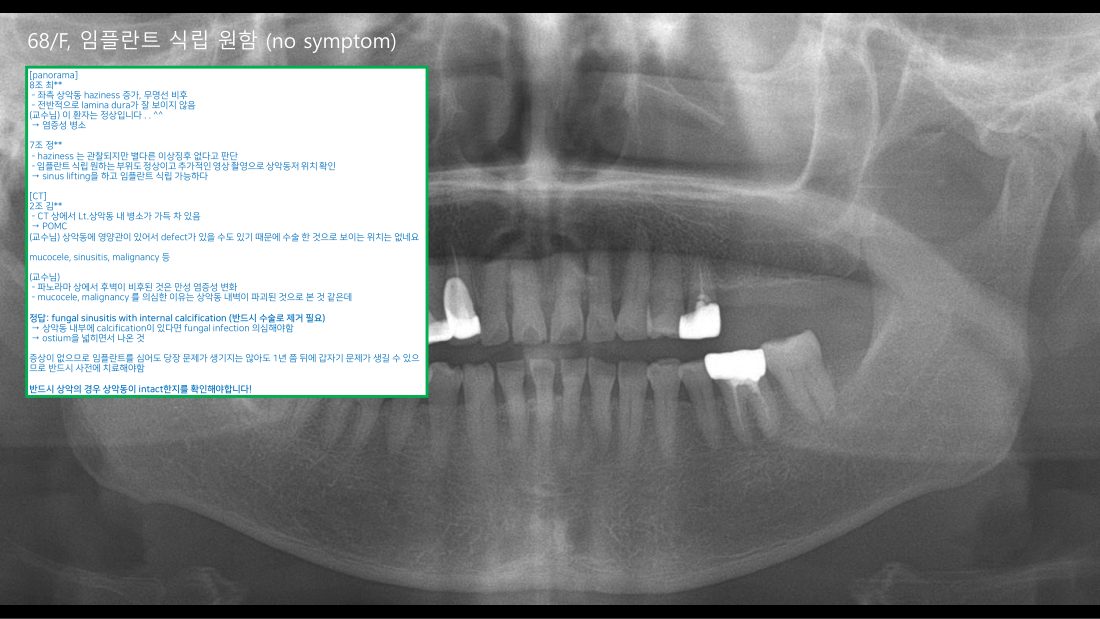 68/F, 임플란트 식립 원함 (no symptom)
[panorama]
8조 최**
- 좌측 상악동 haziness 증가, 무명선 비후
- 전반적으로 lamina dura가 잘 보이지 않음
(교수님) 이 환자는 정상입니다 . . ^^
→ 염증성 병소
7조 정**
- haziness 는 관찰되지만 별다른 이상징후 없다고 판단
- 임플란트 식립 원하는 부위도 정상이고 추가적인 영상 촬영으로 상악동저 위치 확인
→ sinus lifting을 하고 임플란트 식립 가능하다
[CT]
2조 김**
- CT 상에서 Lt.상악동 내 병소가 가득 차 있음
→ POMC
(교수님) 상악동에 영양관이 있어서 defect가 있을 수도 있기 때문에 수술 한 것으로 보이는 위치는 없네요
mucocele, sinusitis, malignancy 등
(교수님)
- 파노라마 상에서 후벽이 비후된 것은 만성 염증성 변화
- mucocele, malignancy 를 의심한 이유는 상악동 내벽이 파괴된 것으로 본 것 같은데
정답: fungal sinusitis with internal calcification (반드시 수술로 제거 필요)
→ 상악동 내부에 calcification이 있다면 fungal infection 의심해야함
→ ostium을 넓히면서 나온 것
증상이 없으므로 임플란트를 심어도 당장 문제가 생기지는 않아도 1년 쯤 뒤에 갑자기 문제가 생길 수 있으
므로 반드시 사전에 치료해야함
반드시 상악의 경우 상악동이 intact한지를 확인해야합니다!